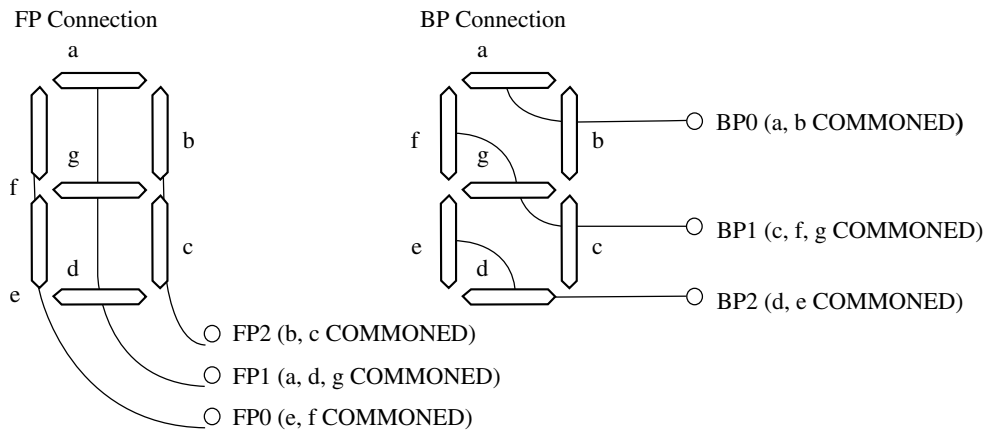 FP Connection
a
b
g
f
c
d
e
FP2 (b, c COMMONED)
FP1 (a, d, g COMMONED)
FP0 (e, f COMMONED)
BP Connection
a
BP0 (a, b COMMONED)
f
b
g
BP1 (c, f, g COMMONED)
e
c
d
BP2 (d, e COMMONED)